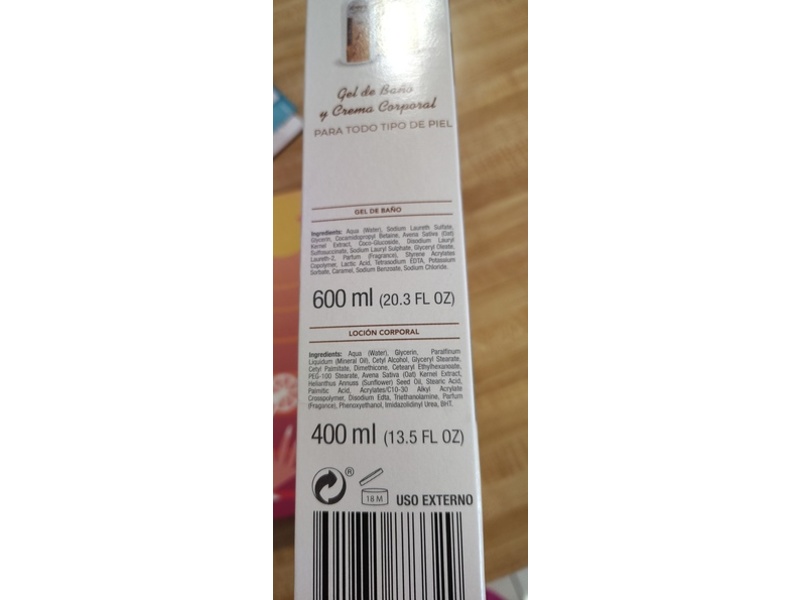 Gel de Baño
y Crema Corporal
PARA TODO TIPO DE PIEL
GEL DE BAÑO
Ingredients: Aqua (Water), Sodium Laureth Sulfate,
Glycerin, Cocamidopropyl Betaine, Avena Sativa (Oat)
Kernel Extract, Coco-Glucoside, Disodium Lauryl
Sulfosuccinate, Sodium Lauryl Sulphate, Glyceryl Oleate,
Laureth-2, Parfum (Fragrance), Styrene Acrylates
Copolymer, Lactic Acid, Tetrasodium EDTA, Potassium
Sorbate, Caramel, Sodium Benzoate, Sodium Chloride.
600 ml (20.3 FL OZ)
LOCIÓN CORPORAL
Ingredients: Aqua (Water), Glycerin, Paraffinum
Liquidum (Mineral Oil), Cetyl Alcohol, Glyceryl Stearate,
Cetyl Palmitate, Dimethicone, Cetearyl Ethylhexanoate,
PEG-100 Stearate, Avena Sativa (Oat) Kernel Extract,
Helianthus Annuus (Sunflower) Seed Oil, Stearic Acid,
Palmitic Acid, Acrylates/C10-30 Alkyl Acrylate
Crosspolymer, Disodium Edta, Triethanolamine, Parfum
(Fragrance), Phenoxyethanol, Imidazolidinyl Urea, BHT.
400 ml (13.5 FL OZ)
®
18 M
USO EXTERNO